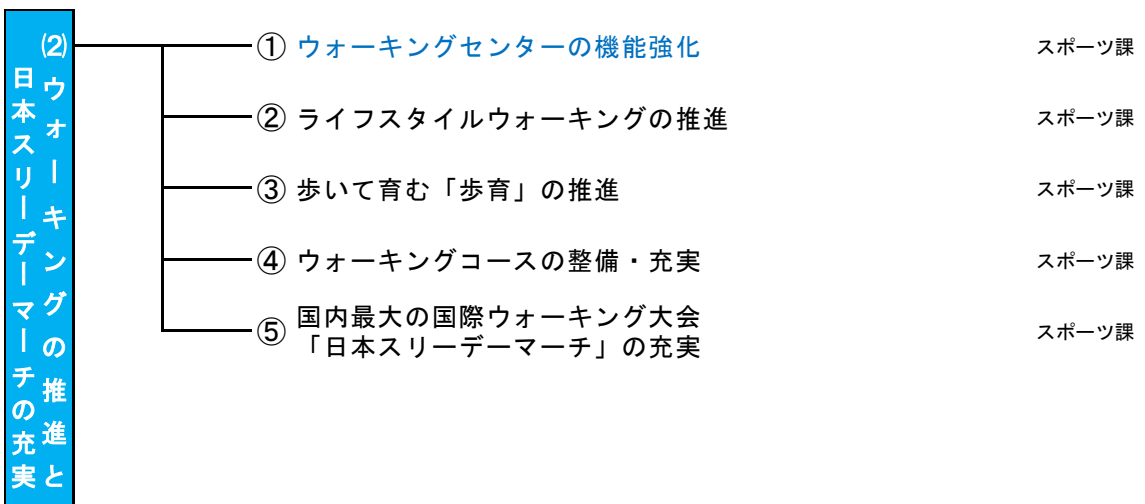 ⑵ウォーキングの推進と
日本スリーデーマーチの充実
① ウォーキングセンターの機能強化 スポーツ課
② ライフスタイルウォーキングの推進 スポーツ課
③ 歩いて育む「歩育」の推進 スポーツ課
④ ウォーキングコースの整備・充実 スポーツ課
⑤ 国内最大の国際ウォーキング大会
「日本スリーデーマーチ」の充実 スポーツ課